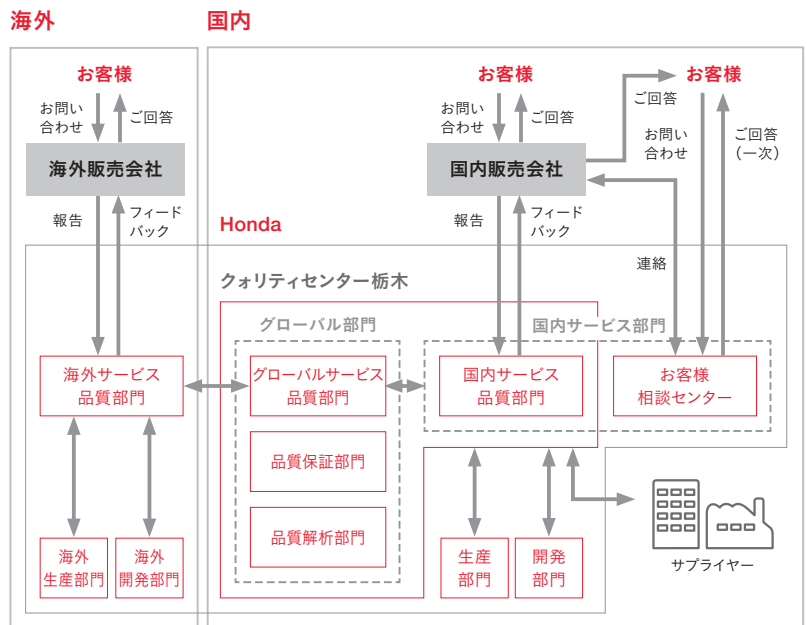 海外
国内
お客様
お客様
お客様
お問い
合わせ
ご回答
お問い
合わせ
ご回答
ご回答
お問い
合わせ
ご回答
（一次）
海外販売会社
国内販売会社
報告
フィード
バック
報告
フィード
バック
連絡
Honda
クォリティセンター栃木
グローバル部門
国内サービス部門
海外サービス
品質部門
グローバルサービス
品質部門
国内サービス
品質部門
お客様
相談センター
品質保証部門
品質解析部門
海外
生産部門
海外
開発部門
生産
部門
開発
部門
サプライヤー